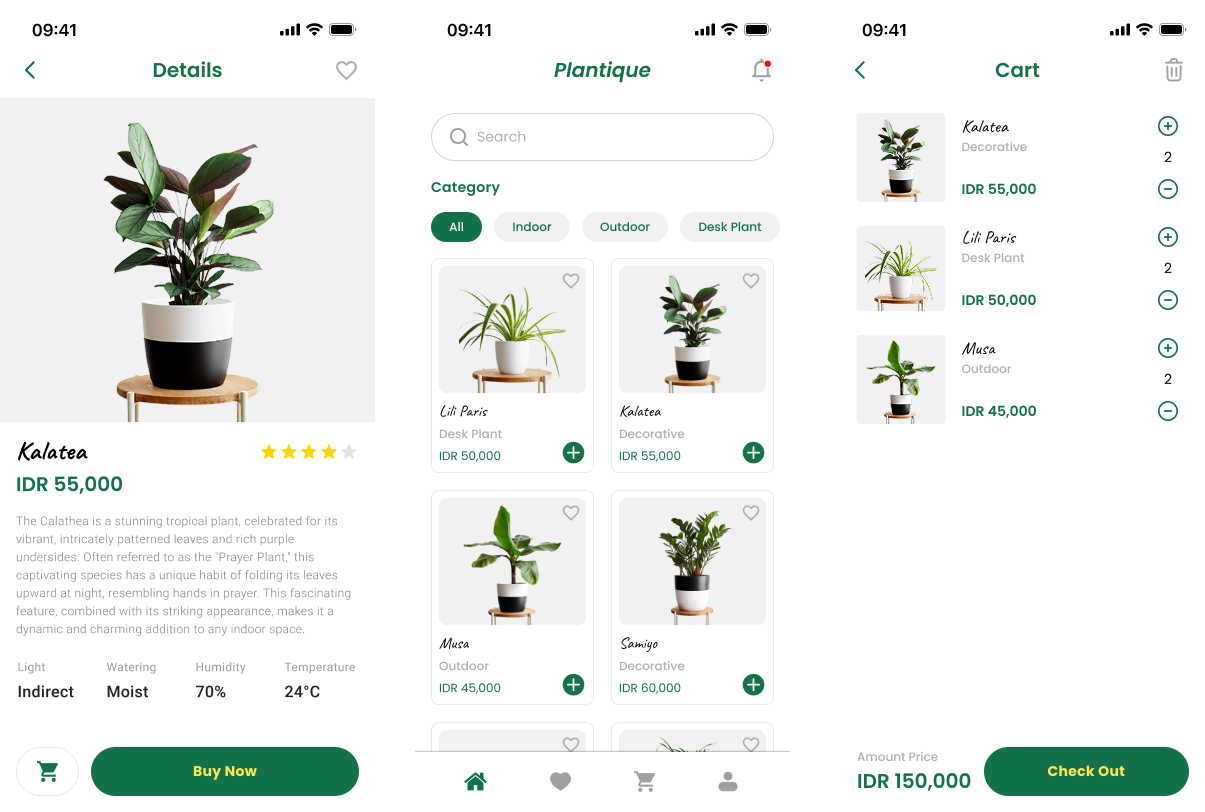 09:41
Details
Kalatea
IDR 55,000
The Calathea is a stunning tropical plant, celebrated for its
vibrant, intricately patterned leaves and rich purple
undersides. Often referred to as the "Prayer Plant," this
captivating species has a unique habit of folding its leaves
upward at night, resembling hands in prayer. This fascinating
feature, combined with its striking appearance, makes it a
dynamic and charming addition to any indoor space.
Light Watering Humidity Temperature
Indirect Moist 70% 24°C
Buy Now
09:41
Plantique
Search
Category
All Indoor Outdoor Desk Plant
Lili Paris
Desk Plant
IDR 50,000
Kalatea
Decorative
IDR 55,000
Musa
Outdoor
IDR 45,000
Samiyo
Decorative
IDR 60,000
09:41
Cart
Kalatea
Decorative
2
IDR 55,000
Lili Paris
Desk Plant
2
IDR 50,000
Musa
Outdoor
2
IDR 45,000
Amount Price
IDR 150,000
Check Out